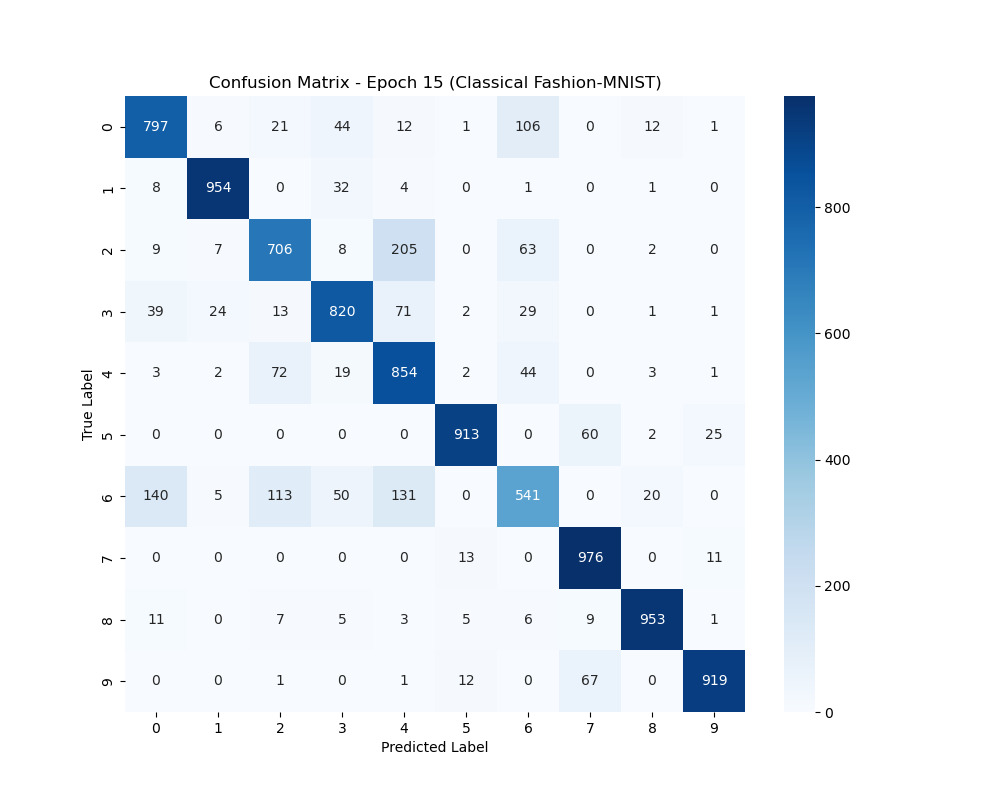 Confusion Matrix - Epoch 15 (Classical Fashion-MNIST)
0 797 6 21 44 12 1 106 0 12 1
1 8 954 0 32 4 0 1 0 1 0
2 9 7 706 8 205 0 63 0 2 0
3 39 24 13 820 71 2 29 0 1 1
4 3 2 72 19 854 2 44 0 3 1
5 0 0 0 0 0 913 0 60 2 25
6 140 5 113 50 131 0 541 0 20 0
7 0 0 0 0 0 13 0 976 0 11
8 11 0 7 5 3 5 6 9 953 1
9 0 0 1 0 1 12 0 67 0 919
0 1 2 3 4 5 6 7 8 9
Predicted Label
True Label
800
600
400
200
0